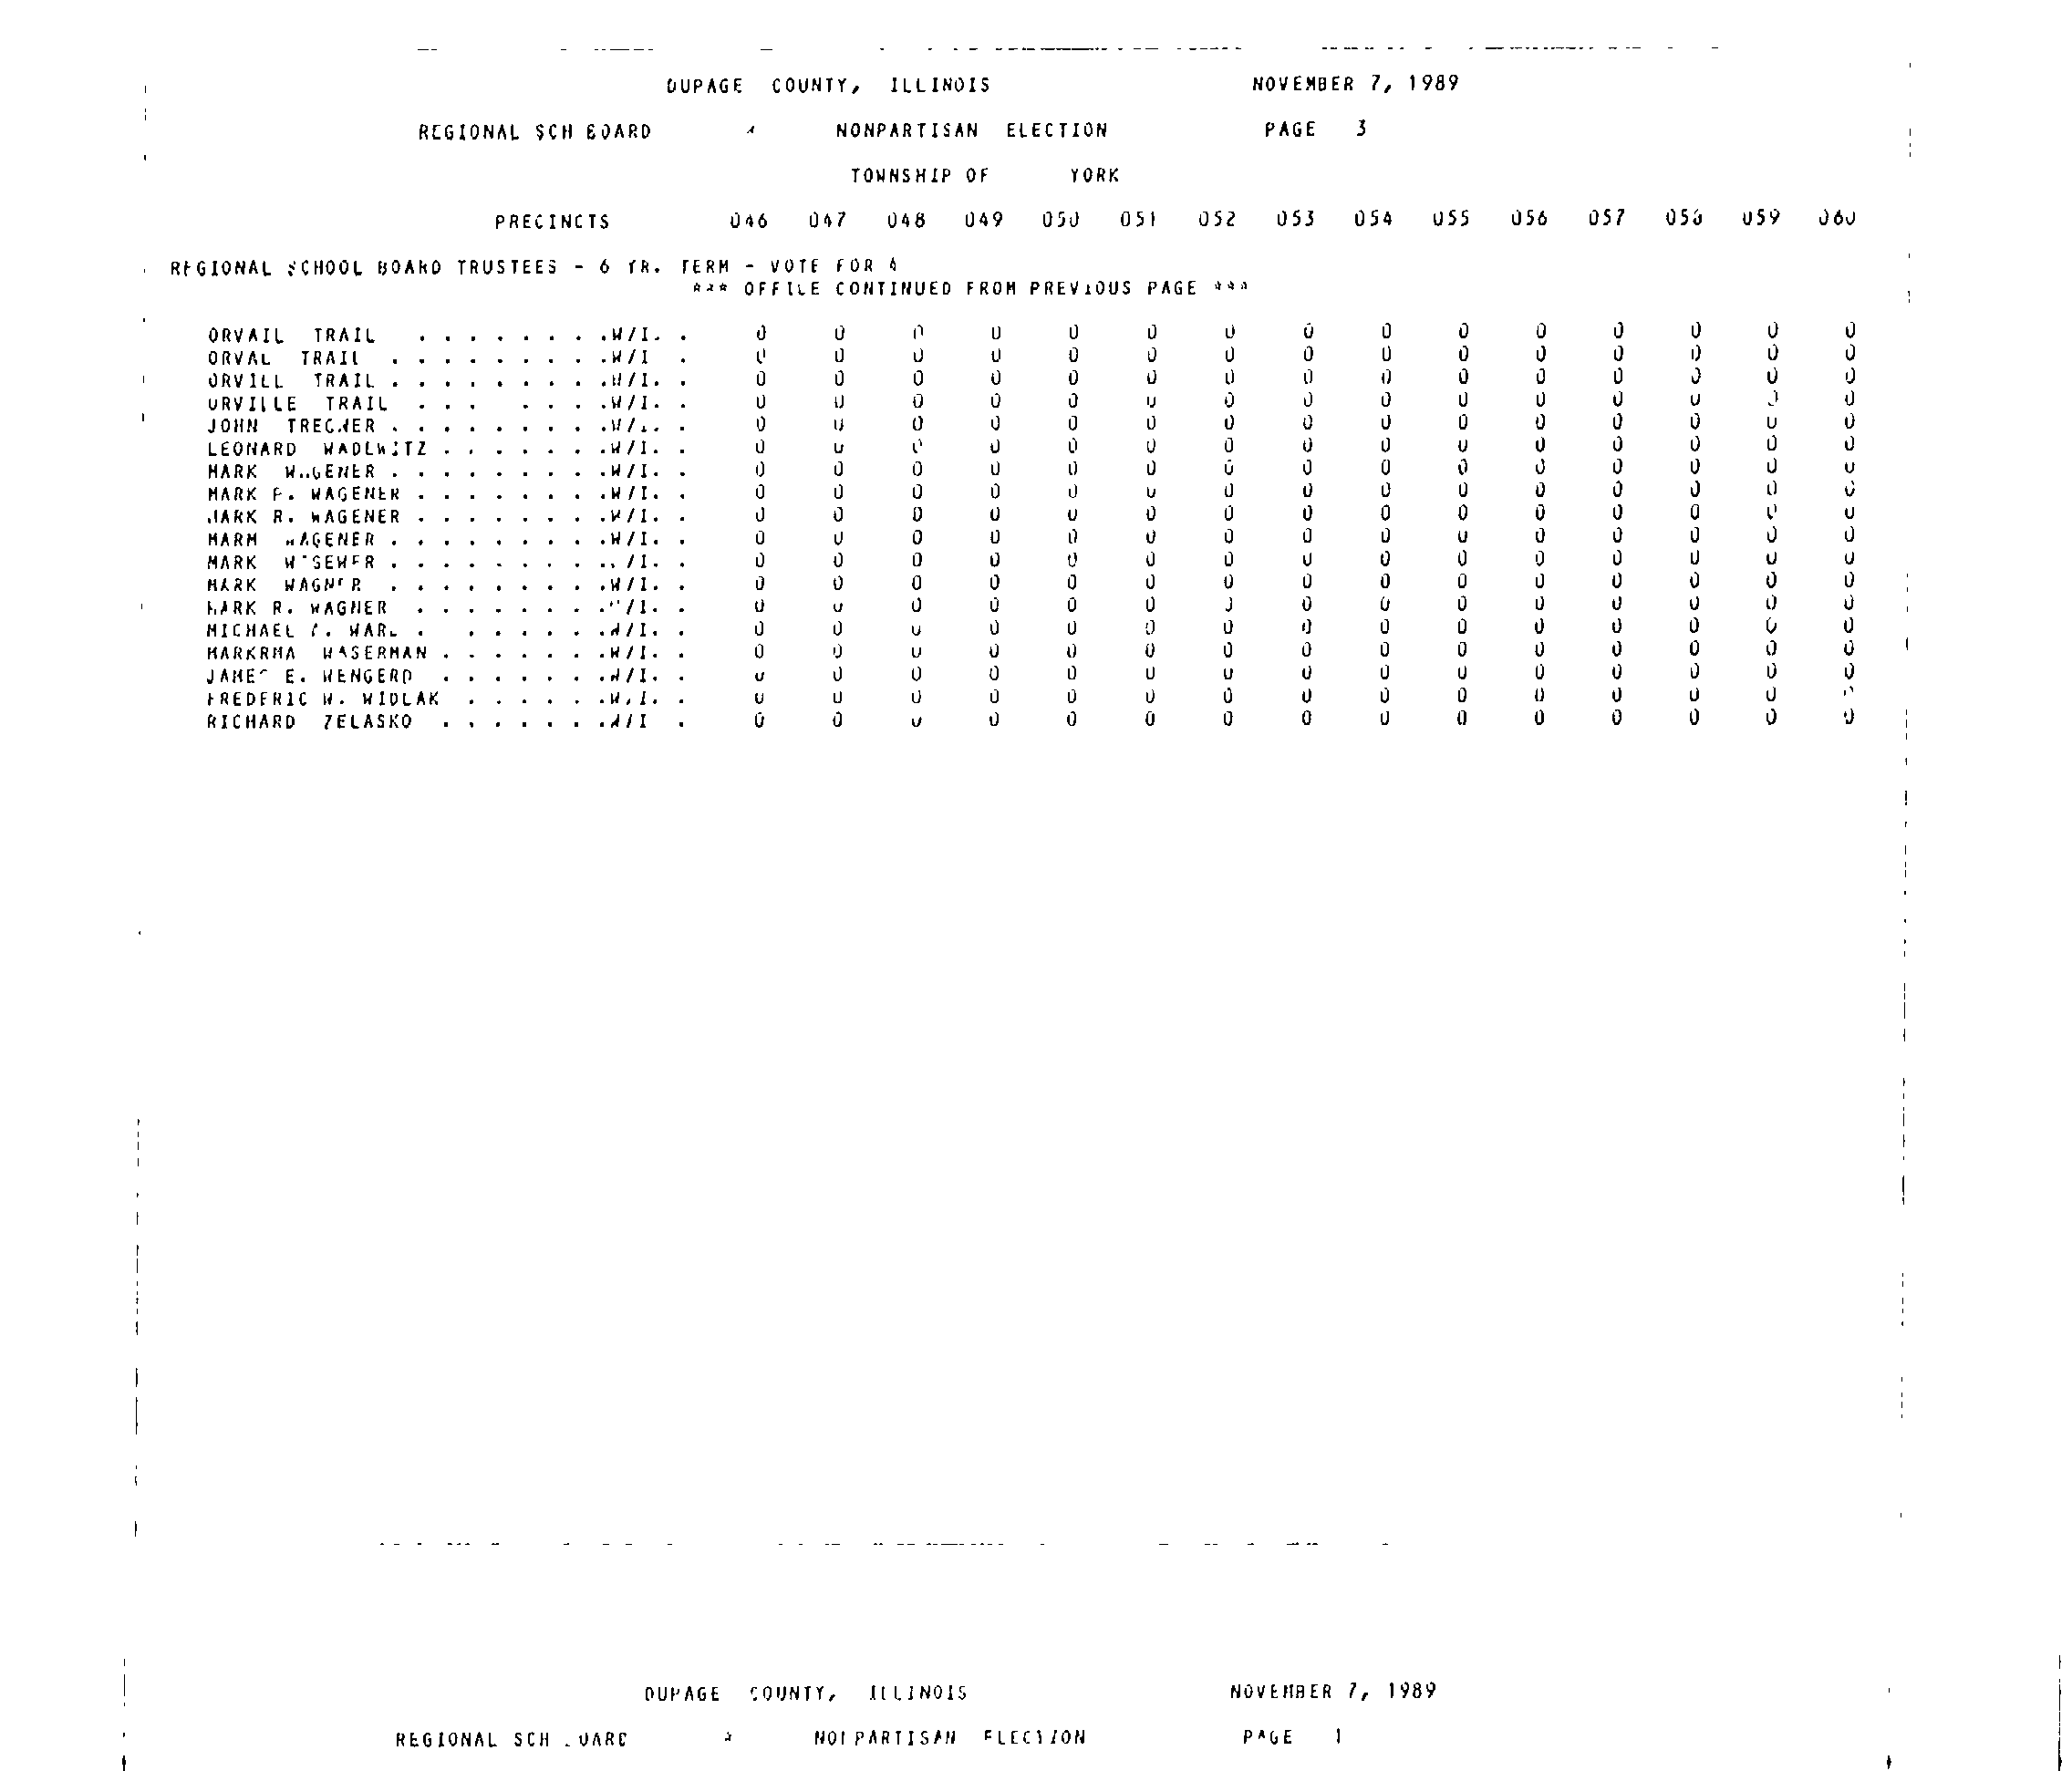 DUPAGE COUNTY, ILLINOIS NOVEMBER 7, 1989
REGIONAL SCH BOARD * NONPARTISAN ELECTION PAGE 3
TOWNSHIP OF YORK
PRECINCTS 046 047 048 049 050 051 052 053 054 055 056 057 058 059 060
REGIONAL SCHOOL BOARD TRUSTEES - 6 YR. TERM - VOTE FOR 4
*** OFFICE CONTINUED FROM PREVIOUS PAGE ***
ORVAIL TRAIL . . . . . . . .W/I. . 0 0 0 0 0 0 0 0 0 0 0 0 0 0 0
ORVAL TRAIL . . . . . . . . .W/I . 0 0 0 0 0 0 0 0 0 0 0 0 0 0 0
ORVILL TRAIL . . . . . . . . .W/I. . 0 0 0 0 0 0 0 0 0 0 0 0 0 0 0
ORVILLE TRAIL . . . . . . .W/I. . 0 0 0 0 0 0 0 0 0 0 0 0 0 0 0
JOHN . . . . . . . . .W/I. . 0 0 0 0 0 0 0 0 0 0 0 0 0 0 0
LEONARD . . . . . . .W/I. . 0 0 0 0 0 0 0 0 0 0 0 0 0 0 0
MARK WAGENER . . . . . . . . .W/I. . 0 0 0 0 0 0 0 0 0 0 0 0 0 0 0
MARK P. WAGENER . . . . . . . .W/I. . 0 0 0 0 0 0 0 0 0 0 0 0 0 0 0
MARK R. WAGENER . . . . . . . .W/I. . 0 0 0 0 0 0 0 0 0 0 0 0 0 0 0
MARM WAGENER . . . . . . . . .W/I. . 0 0 0 0 0 0 0 0 0 0 0 0 0 0 0
MARK . . . . . . . . . /I. . 0 0 0 0 0 0 0 0 0 0 0 0 0 0 0
MARK WAGNER . . . . . . . . .W/I. . 0 0 0 0 0 0 0 0 0 0 0 0 0 0 0
MARK R. WAGNER . . . . . . . .W/I. . 0 0 0 0 0 0 0 0 0 0 0 0 0 0 0
MICHAEL . . . . . . .W/I. . 0 0 0 0 0 0 0 0 0 0 0 0 0 0 0
MARKRMA WASERMAN . . . . . . .W/I. . 0 0 0 0 0 0 0 0 0 0 0 0 0 0 0
JAMES E. WENGERD . . . . . . .W/I. . 0 0 0 0 0 0 0 0 0 0 0 0 0 0 0
FREDERIC W. WIDLAK . . . . . .W/I. . 0 0 0 0 0 0 0 0 0 0 0 0 0 0 0
RICHARD ZELASKO . . . . . . .W/I . 0 0 0 0 0 0 0 0 0 0 0 0 0 0 0
DUPAGE COUNTY, ILLINOIS NOVEMBER 7, 1989
REGIONAL SCH BOARD * NONPARTISAN ELECTION PAGE 1